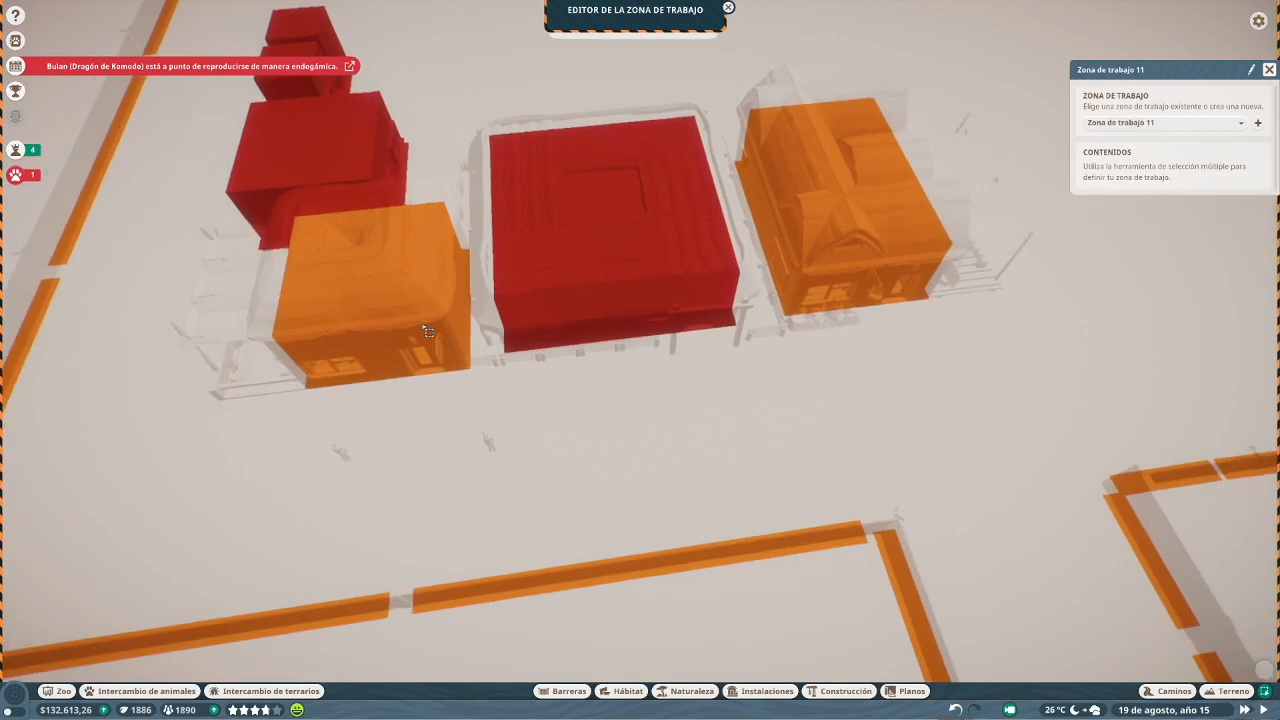 EDITOR DE LA ZONA DE TRABAJO
?
Bulan (Dragón de Komodo) está a punto de reproducirse de manera endogámica.
4
1
Zona de trabajo 11
ZONA DE TRABAJO
Elige una zona de trabajo existente o crea una nueva.
Zona de trabajo 11
+
CONTENIDOS
Utiliza la herramienta de selección múltiple para
definir tu zona de trabajo.
Zoo
Intercambio de animales
Intercambio de terrarios
Barreras
Hábitat
Naturaleza
Instalaciones
Construcción
Planos
Caminos
Terreno
$132.613,26
1886
1890
26 °C
19 de agosto, año 15